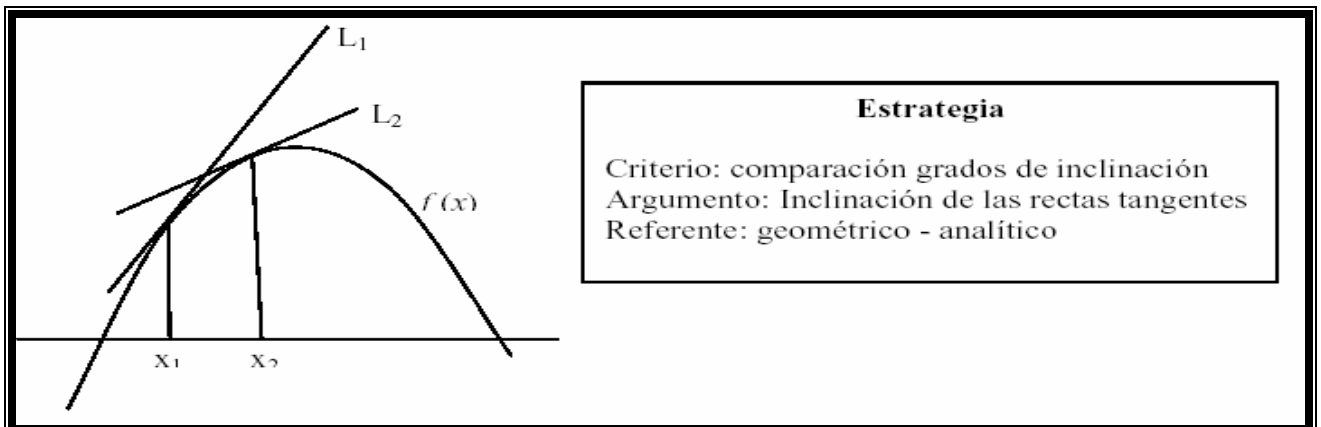 L₁
L₂
f (x)
x₁
x₂
Estrategia
Criterio: comparación grados de inclinación
Argumento: Inclinación de las rectas tangentes
Referente: geométrico - analítico